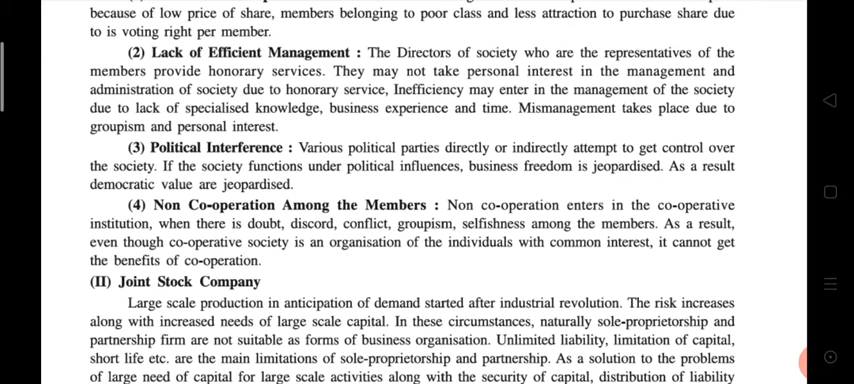 because of low price of share, members belonging to poor class and less attraction to purchase share due
to is voting right per member.
(2) Lack of Efficient Management : The Directors of society who are the representatives of the
members provide honorary services. They may not take personal interest in the management and
administration of society due to honorary service, Inefficiency may enter in the management of the society
due to lack of specialised knowledge, business experience and time. Mismanagement takes place due to
groupism and personal interest.
(3) Political Interference : Various political parties directly or indirectly attempt to get control over
the society. If the society functions under political influences, business freedom is jeopardised. As a result
democratic value are jeopardised.
(4) Non Co-operation Among the Members : Non co-operation enters in the co-operative
institution, when there is doubt, discord, conflict, groupism, selfishness among the members. As a result,
even though co-operative society is an organisation of the individuals with common interest, it cannot get
the benefits of co-operation.
(II) Joint Stock Company
Large scale production in anticipation of demand started after industrial revolution. The risk increases
along with increased needs of large scale capital. In these circumstances, naturally sole-proprietorship and
partnership firm are not suitable as forms of business organisation. Unlimited liability, limitation of capital,
short life etc. are the main limitations of sole-proprietorship and partnership. As a solution to the problems
of large need of capital for large scale activities along with the security of capital, distribution of liability